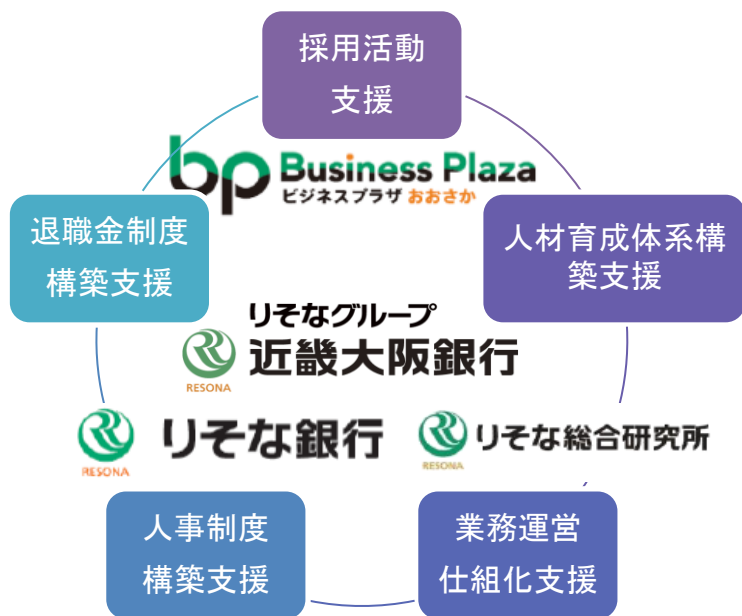 採用活動
支援
bp Business Plaza
ビジネスプラザ おおさか
退職金制度
構築支援
人材育成体系構
築支援
りそなグループ
近畿大阪銀行
RESONA
りそな銀行
RESONA
りそな総合研究所
RESONA
人事制度
構築支援
業務運営
仕組化支援